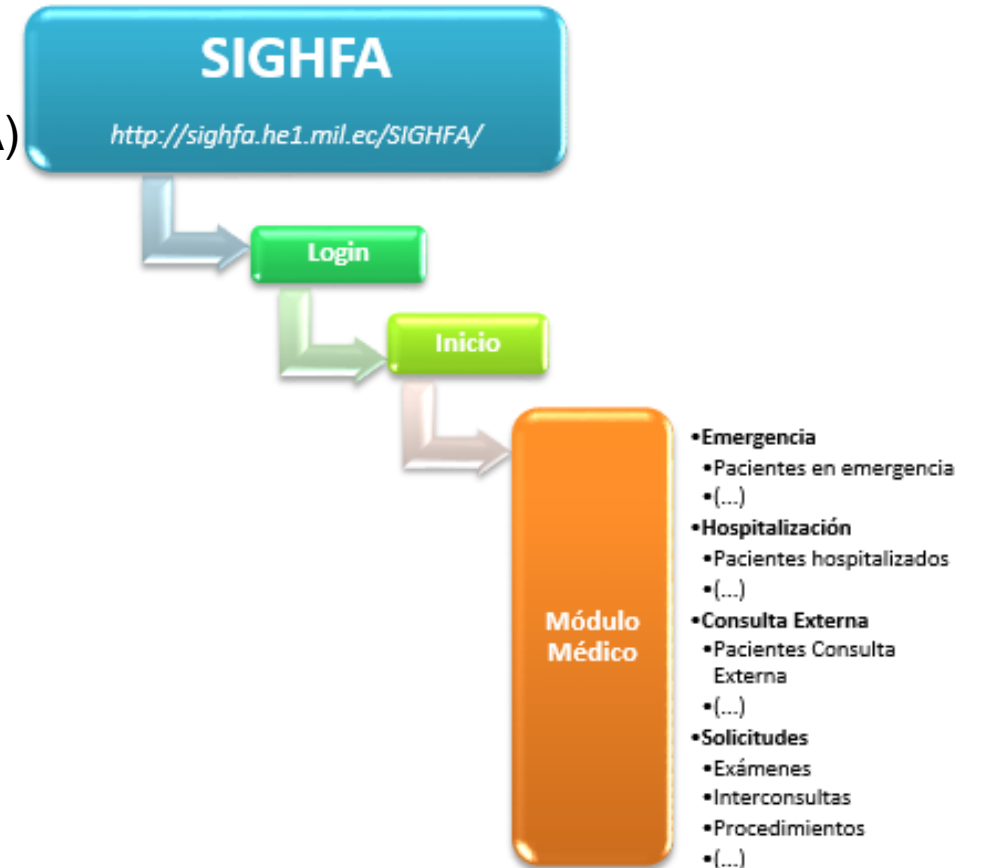 SIGHFA
A)
http://sighfa.he1.mil.ec/SIGHFA/
Login
Inicio
Módulo
Médico
•Emergencia
•Pacientes en emergencia
•(...)
•Hospitalización
•Pacientes hospitalizados
•(...)
•Consulta Externa
•Pacientes Consulta
Externa
•(...)
•Solicitudes
•Exámenes
•Interconsultas
•Procedimientos
•(...)